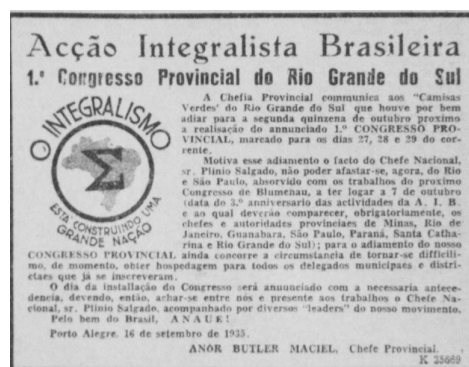 Acção Integralista Brasileira
1.º Congresso Provincial do Rio Grande do Sul
O INTEGRALISMO
Σ
ESTÁ CONSTRUINDO UMA
GRANDE NAÇÃO
A Chefia Provincial communica aos "Camisas
Verdes' do Rio Grande do Sul que houve por bem
adiar para a segunda quinzena de outubro proximo
a realisação do annunciado 1.º CONGRESSO PRO-
VINCIAL, marcado para os dias 27, 28 e 29 do cor-
rente.
Motiva esse adiamento o facto do Chefe Nacional,
sr. Plinio Salgado, não poder afastar-se, agora, do Rio
e São Paulo, absorvido com os trabalhos do proximo
Congresso de Blumenau, a ter logar a 7 de outubro
(data do 3.º anniversario das actividades da A. I. B.
e ao qual deverão comparecer, obrigatoriamente, os
chefes e autoridades provinciaes de Minas, Rio de
Janeiro, Guanabara, São Paulo, Paraná, Santa Catha-
rina e Rio Grande do Sul); para o adiamento do nosso
CONGRESSO PROVINCIAL ainda concorre a circumstancia de tornar-se difficili-
mo, de momento, obter hospedagem para todos os delegados municipaes e distri-
ctaes que já se inscreveram.
O dia da installação do Congresso será annunciado com a necessaria antece-
dencia, devendo, então, achar-se entre nós e presente aos trabalhos o Chefe Na-
cional, sr. Plinio Salgado, acompanhado por diversos "leaders" do nosso movimento.
Pelo bem do Brasil, ANAUE!
Porto Alegre, 16 de setembro de 1935.
ANOR BUTLER MACIEL, Chefe Provincial.
K 25669